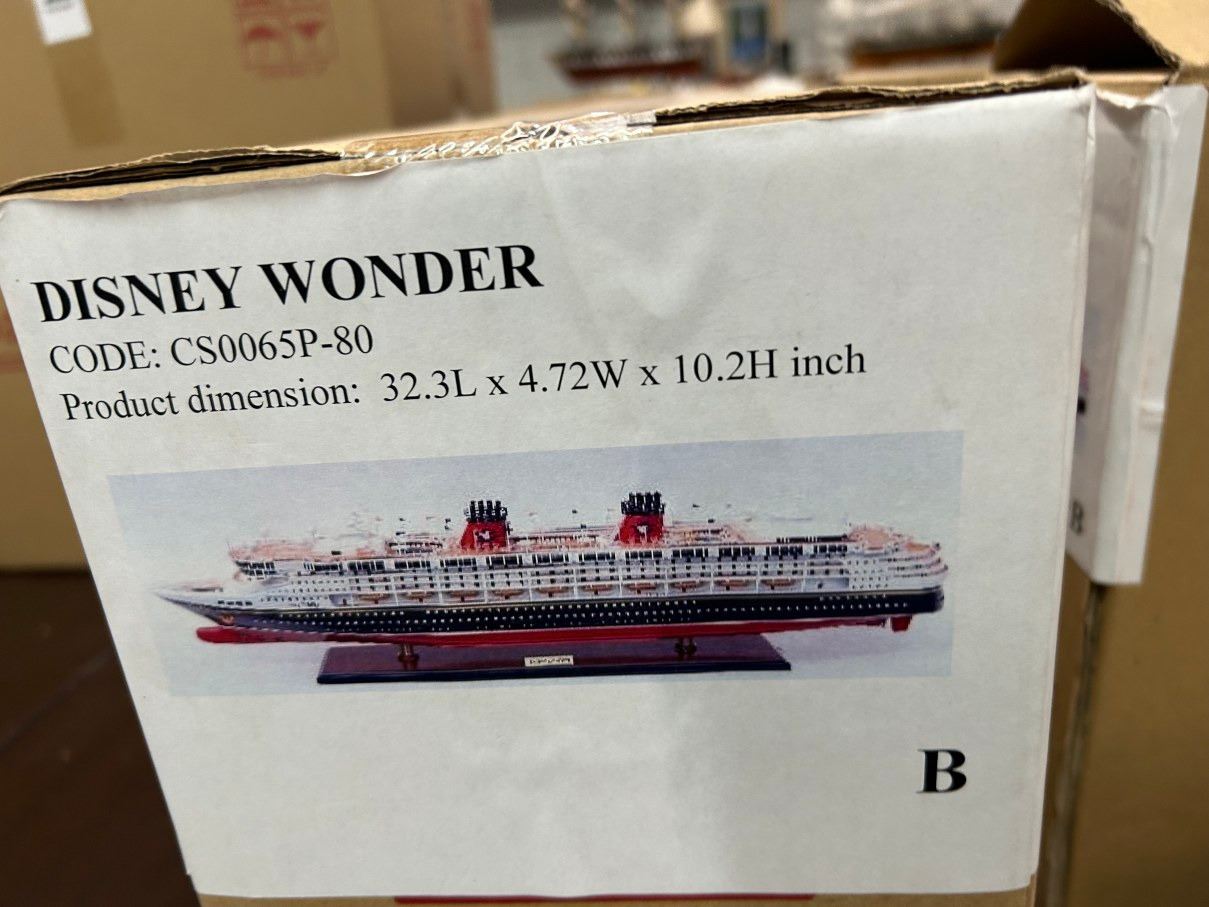 DISNEY WONDER
CODE: CS0065P-80
Product dimension: 32.3L x 4.72W x 10.2H inch
B
B